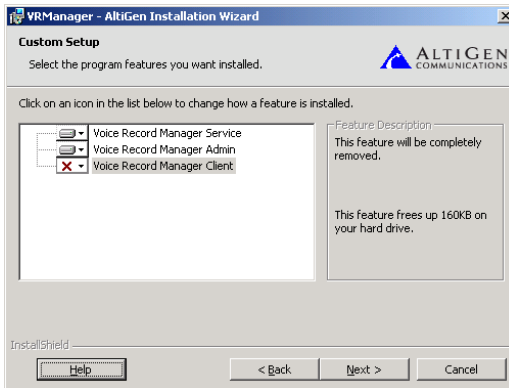 VRManager - AltiGen Installation Wizard
Custom Setup
Select the program features you want installed.
ALTIGEN
COMMUNICATIONS
Click on an icon in the list below to change how a feature is installed.
Voice Record Manager Service
Voice Record Manager Admin
Voice Record Manager Client
Feature Description
This feature will be completely
removed.
This feature frees up 160KB on
your hard drive.
InstallShield
Help
< Back
Next >
Cancel